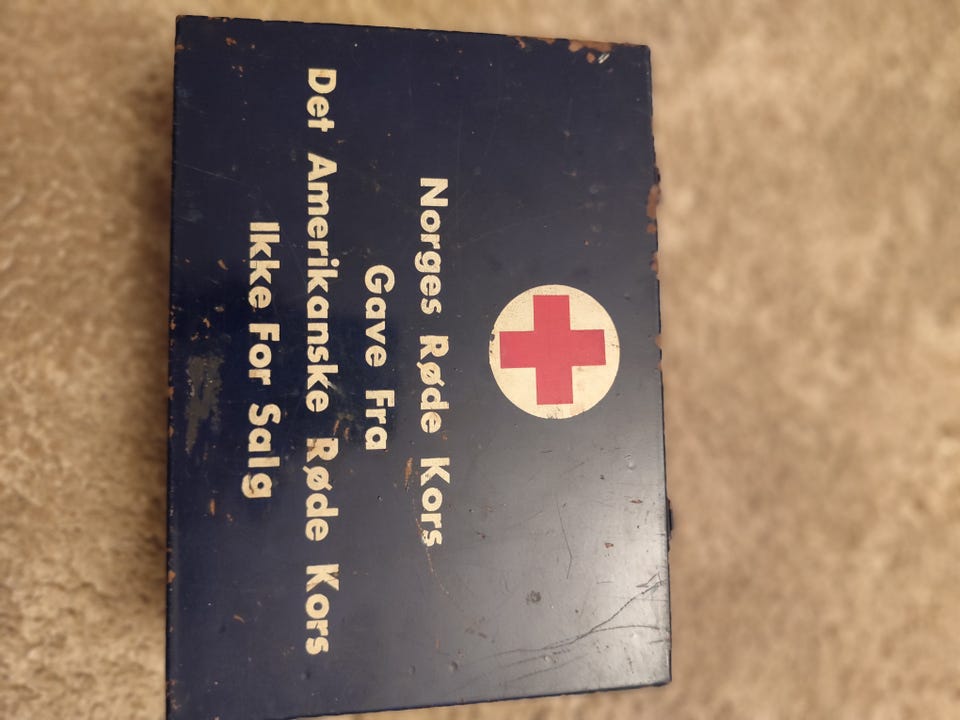 Norges Røde Kors
Gave Fra
Det Amerikanske Røde Kors
Ikke For Salg